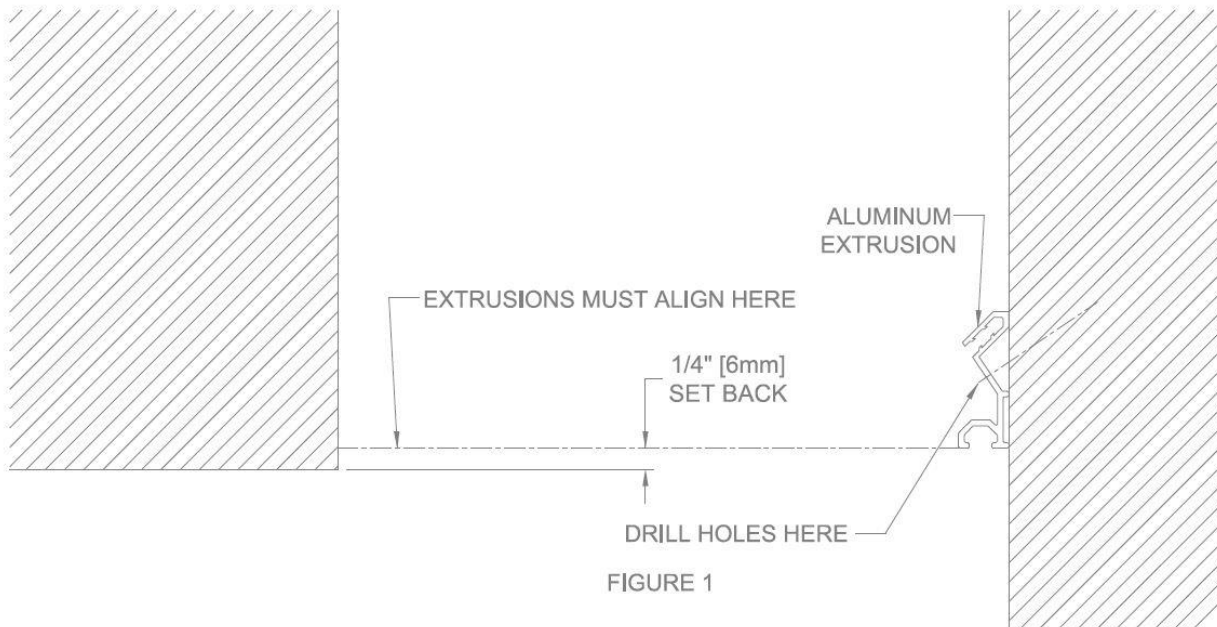 ALUMINUM
EXTRUSION
EXTRUSIONS MUST ALIGN HERE
1/4" [6mm]
SET BACK
DRILL HOLES HERE
FIGURE 1